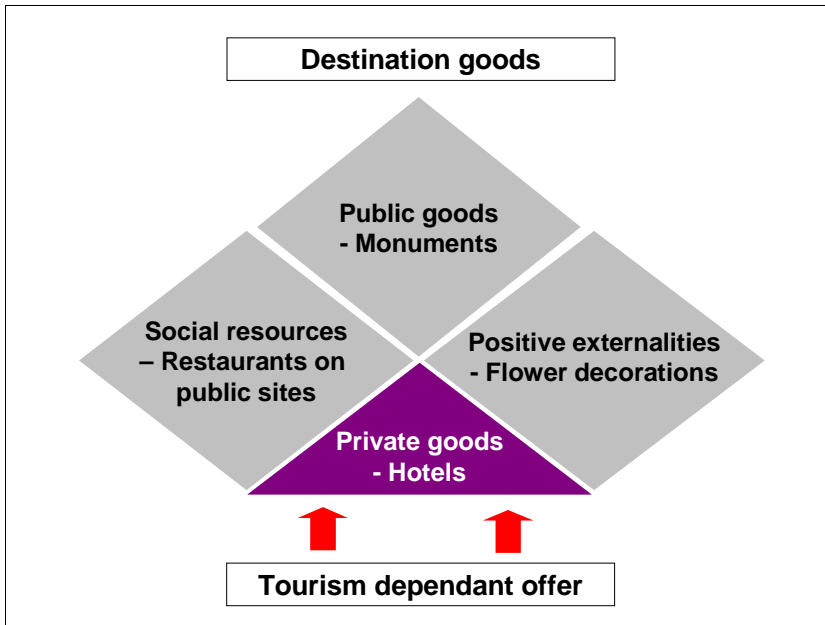 Destination goods
Public goods
- Monuments
Social resources
– Restaurants on
public sites
Positive externalities
- Flower decorations
Private goods
- Hotels
Tourism dependant offer